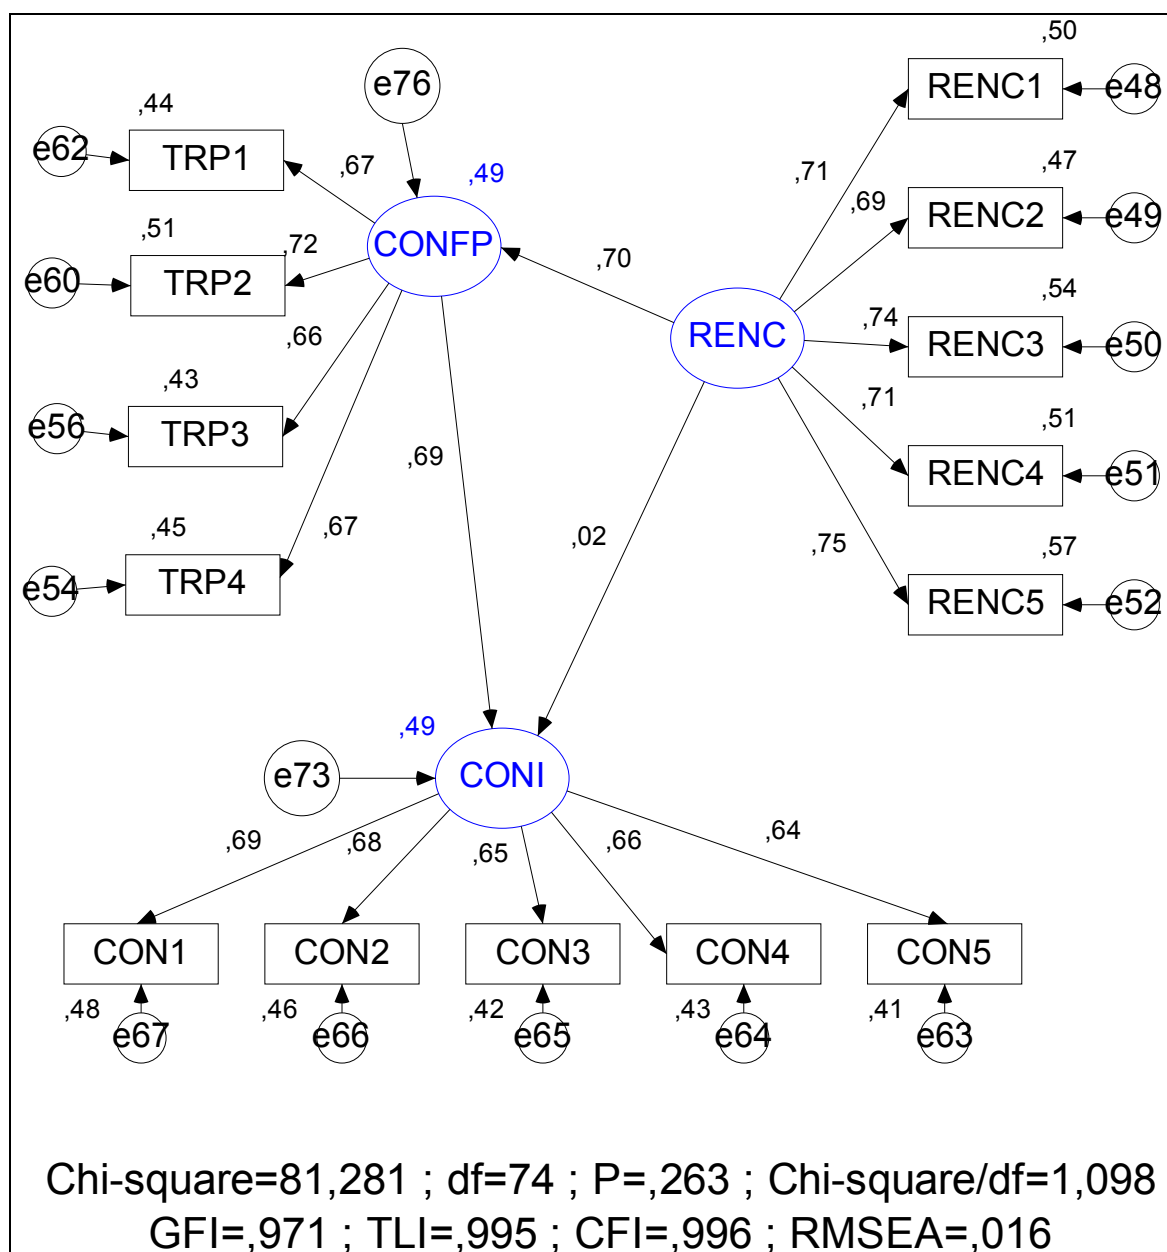 ,50
e76
RENC1
e48
,44
e62
TRP1
,67
,49
,71
,47
,69
RENC2
e49
,51
,72
CONFP
,70
e60
TRP2
,54
,66
RENC
,74
RENC3
e50
,43
,71
,51
e56
TRP3
,69
RENC4
e51
,45
,67
,02
,75
,57
e54
TRP4
RENC5
e52
,49
e73
CONI
,69
,68
,65
,66
,64
CON1
CON2
CON3
CON4
CON5
,48
,46
,42
,43
,41
e67
e66
e65
e64
e63
Chi-square=81,281 ; df=74 ; P=,263 ; Chi-square/df=1,098
GFI=,971 ; TLI=,995 ; CFI=,996 ; RMSEA=,016